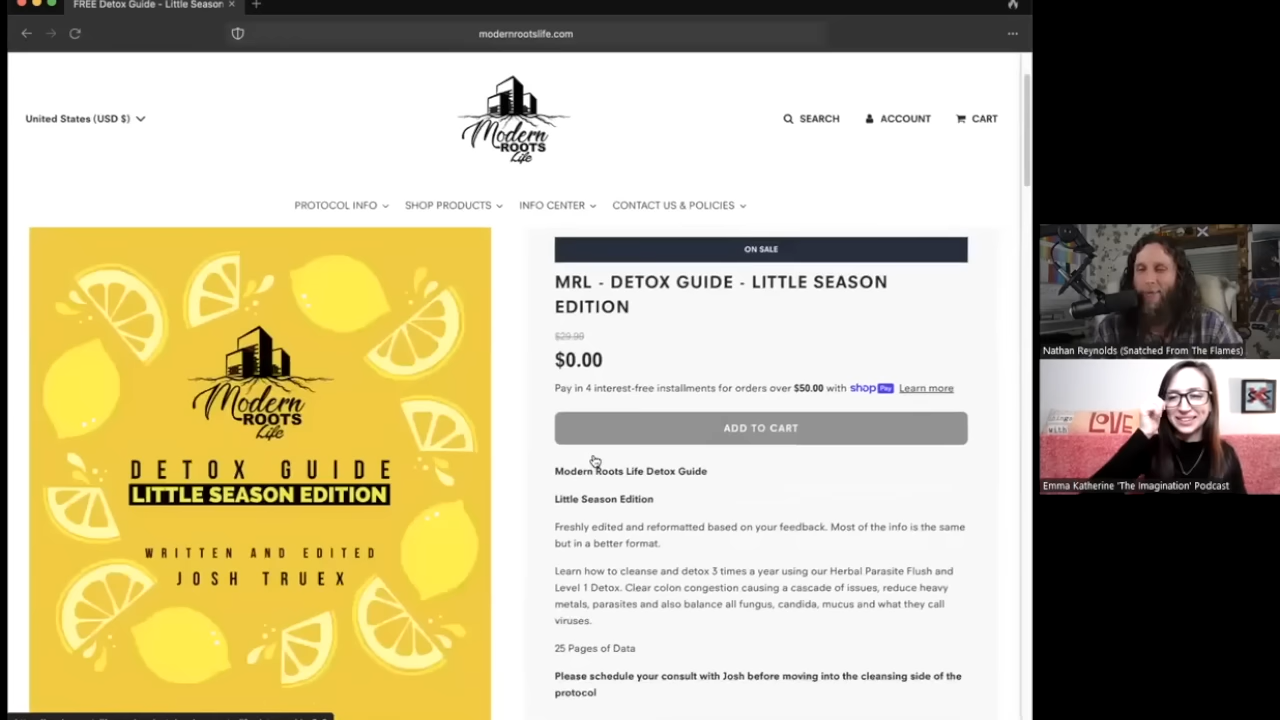 FREE Detox Guide - Little Season
modernrootslife.com
United States (USD $)
Modern
ROOTS
Life
SEARCH
ACCOUNT
CART
PROTOCOL INFO
SHOP PRODUCTS
INFO CENTER
CONTACT US & POLICIES
Modern
ROOTS
Life
DETOX GUIDE
LITTLE SEASON EDITION
WRITTEN AND EDITED
JOSH TRUEX
ON SALE
MRL - DETOX GUIDE - LITTLE SEASON
EDITION
$29.99
$0.00
Pay in 4 interest-free installments for orders over $50.00 with shop Pay Learn more
ADD TO CART
Modern Roots Life Detox Guide
Little Season Edition
Freshly edited and reformatted based on your feedback. Most of the info is the same
but in a better format.
Learn how to cleanse and detox 3 times a year using our Herbal Parasite Flush and
Level 1 Detox. Clear colon congestion causing a cascade of issues, reduce heavy
metals, parasites and also balance all fungus, candida, mucus and what they call
viruses.
25 Pages of Data
Please schedule your consult with Josh before moving into the cleansing side of the
protocol
Nathan Reynolds (Snatched From The Flames)
LOVE
Emma Katherine 'The Imagination' Podcast